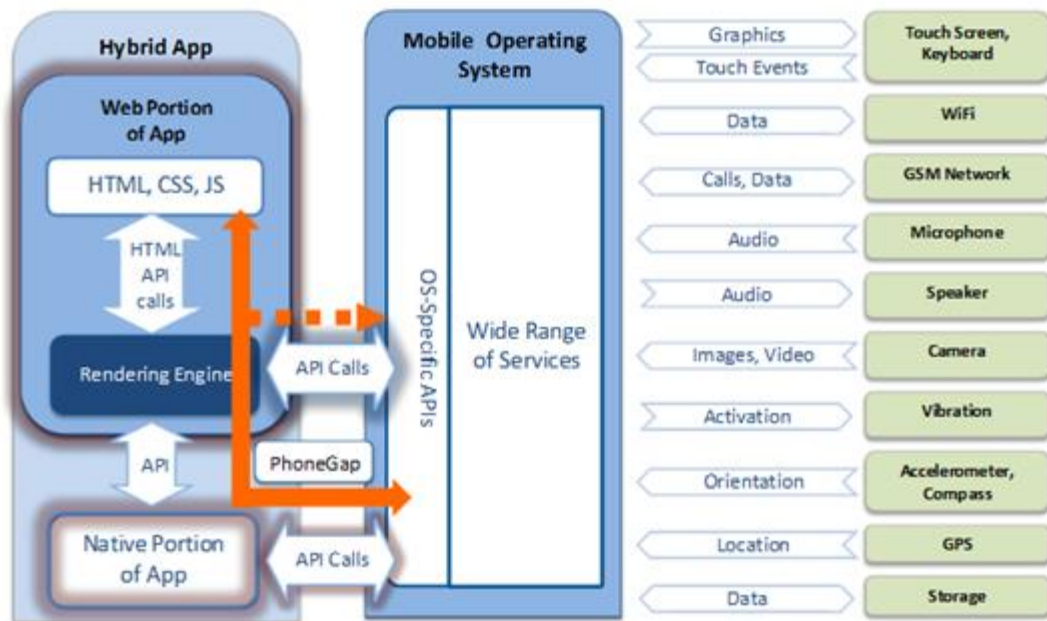 Hybrid App
Web Portion
of App
HTML, CSS, JS
HTML
API
calls
Rendering Engine
API
Native Portion
of App
API Calls
PhoneGap
API Calls
Mobile Operating
System
OS-Specific APIs
Wide Range
of Services
Graphics
Touch Events
Touch Screen,
Keyboard
Data
WiFi
Calls, Data
GSM Network
Audio
Microphone
Audio
Speaker
Images, Video
Camera
Activation
Vibration
Orientation
Accelerometer,
Compass
Location
GPS
Data
Storage